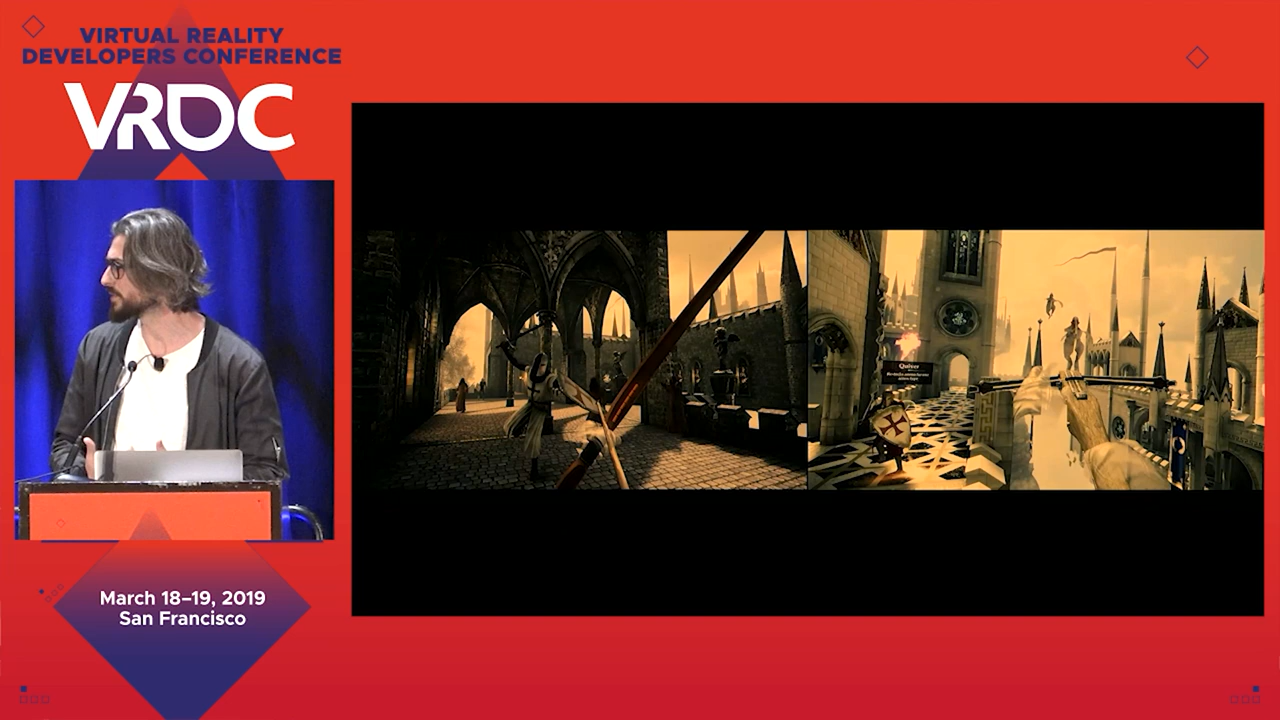 VIRTUAL REALITY
DEVELOPERS CONFERENCE
VRDC
Quiver
March 18–19, 2019
San Francisco